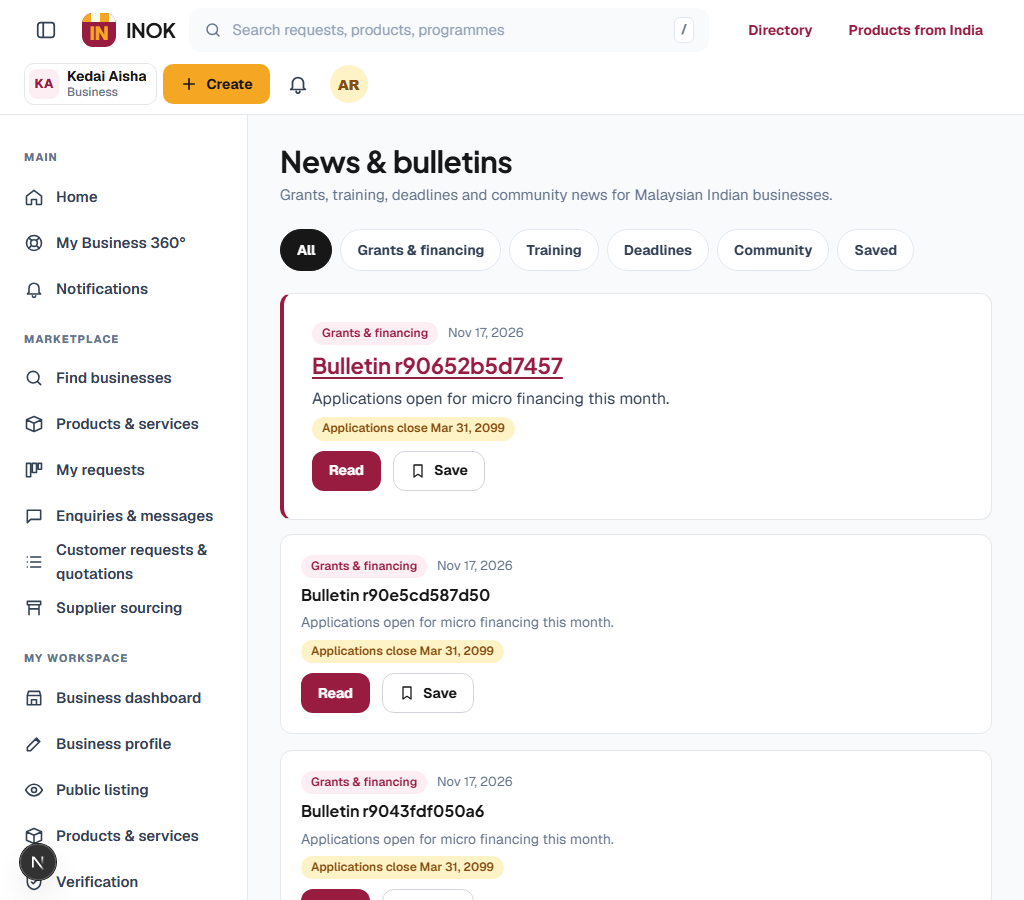 IN INOK
Search requests, products, programmes
/
Directory
Products from India
KA
Kedai Aisha
Business
+ Create
AR
MAIN
Home
My Business 360°
Notifications
MARKETPLACE
Find businesses
Products & services
My requests
Enquiries & messages
Customer requests &
quotations
Supplier sourcing
MY WORKSPACE
Business dashboard
Business profile
Public listing
Products & services
N
Verification
News & bulletins
Grants, training, deadlines and community news for Malaysian Indian businesses.
All
Grants & financing
Training
Deadlines
Community
Saved
Grants & financing Nov 17, 2026
Bulletin r90652b5d7457
Applications open for micro financing this month.
Applications close Mar 31, 2099
Read
Save
Grants & financing Nov 17, 2026
Bulletin r90e5cd587d50
Applications open for micro financing this month.
Applications close Mar 31, 2099
Read
Save
Grants & financing Nov 17, 2026
Bulletin r9043fdf050a6
Applications open for micro financing this month.
Applications close Mar 31, 2099